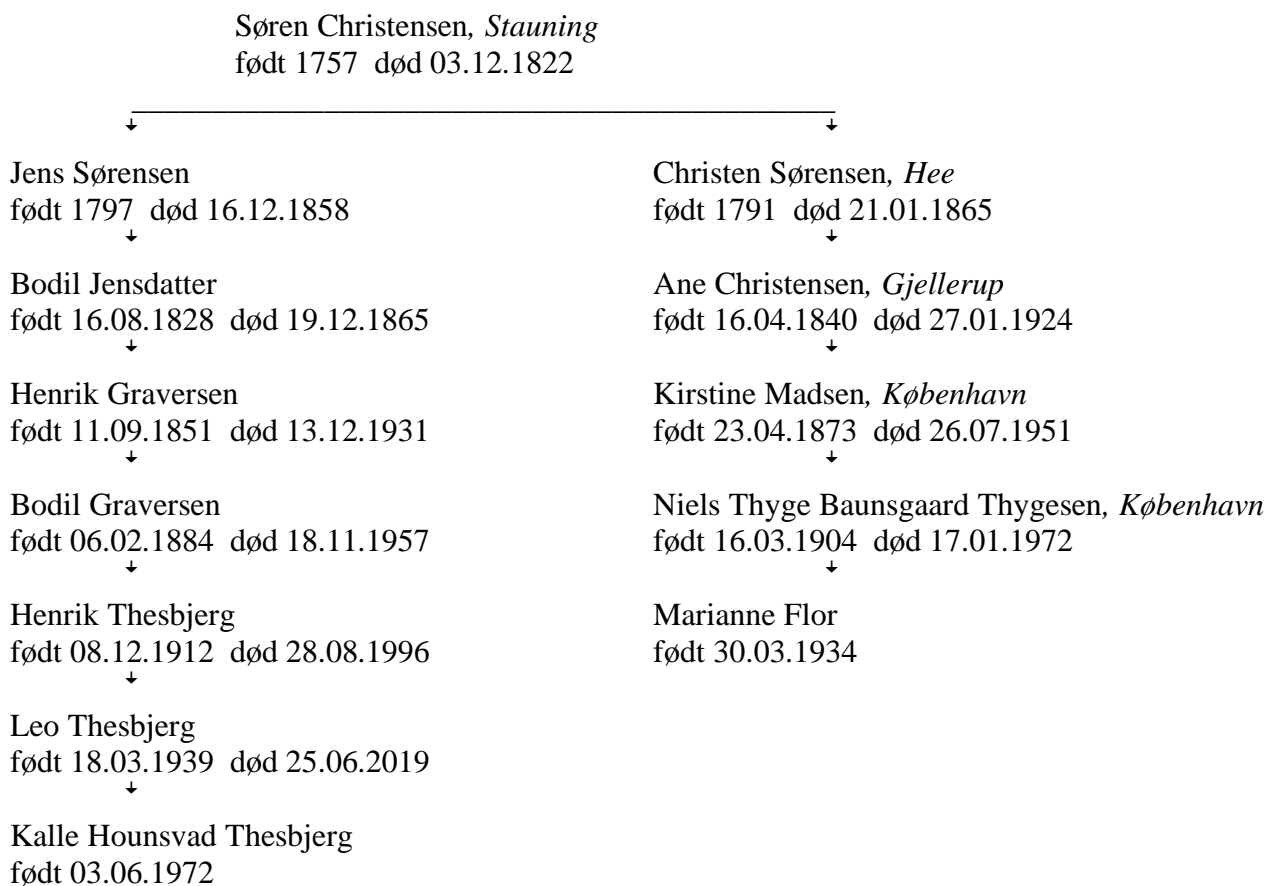 Søren Christensen, Stauning
født 1757 død 03.12.1822
Jens Sørensen
født 1797 død 16.12.1858
Bodil Jensdatter
født 16.08.1828 død 19.12.1865
Henrik Graversen
født 11.09.1851 død 13.12.1931
Bodil Graversen
født 06.02.1884 død 18.11.1957
Henrik Thesbjerg
født 08.12.1912 død 28.08.1996
Leo Thesbjerg
født 18.03.1939 død 25.06.2019
Kalle Hounsvad Thesbjerg
født 03.06.1972
Christen Sørensen, Hee
født 1791 død 21.01.1865
Ane Christensen, Gjellerup
født 16.04.1840 død 27.01.1924
Kirstine Madsen, København
født 23.04.1873 død 26.07.1951
Niels Thyge Baunsgaard Thygesen, København
født 16.03.1904 død 17.01.1972
Marianne Flor
født 30.03.1934